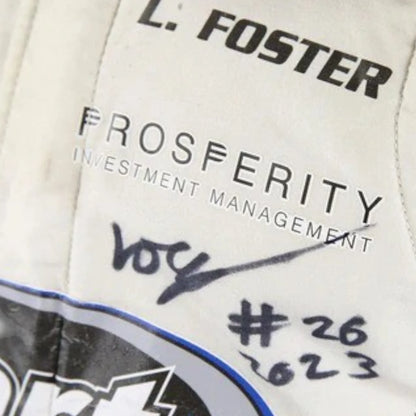 L. FOSTER
PROSPERITY
INVESTMENT MANAGEMENT
#26
2023